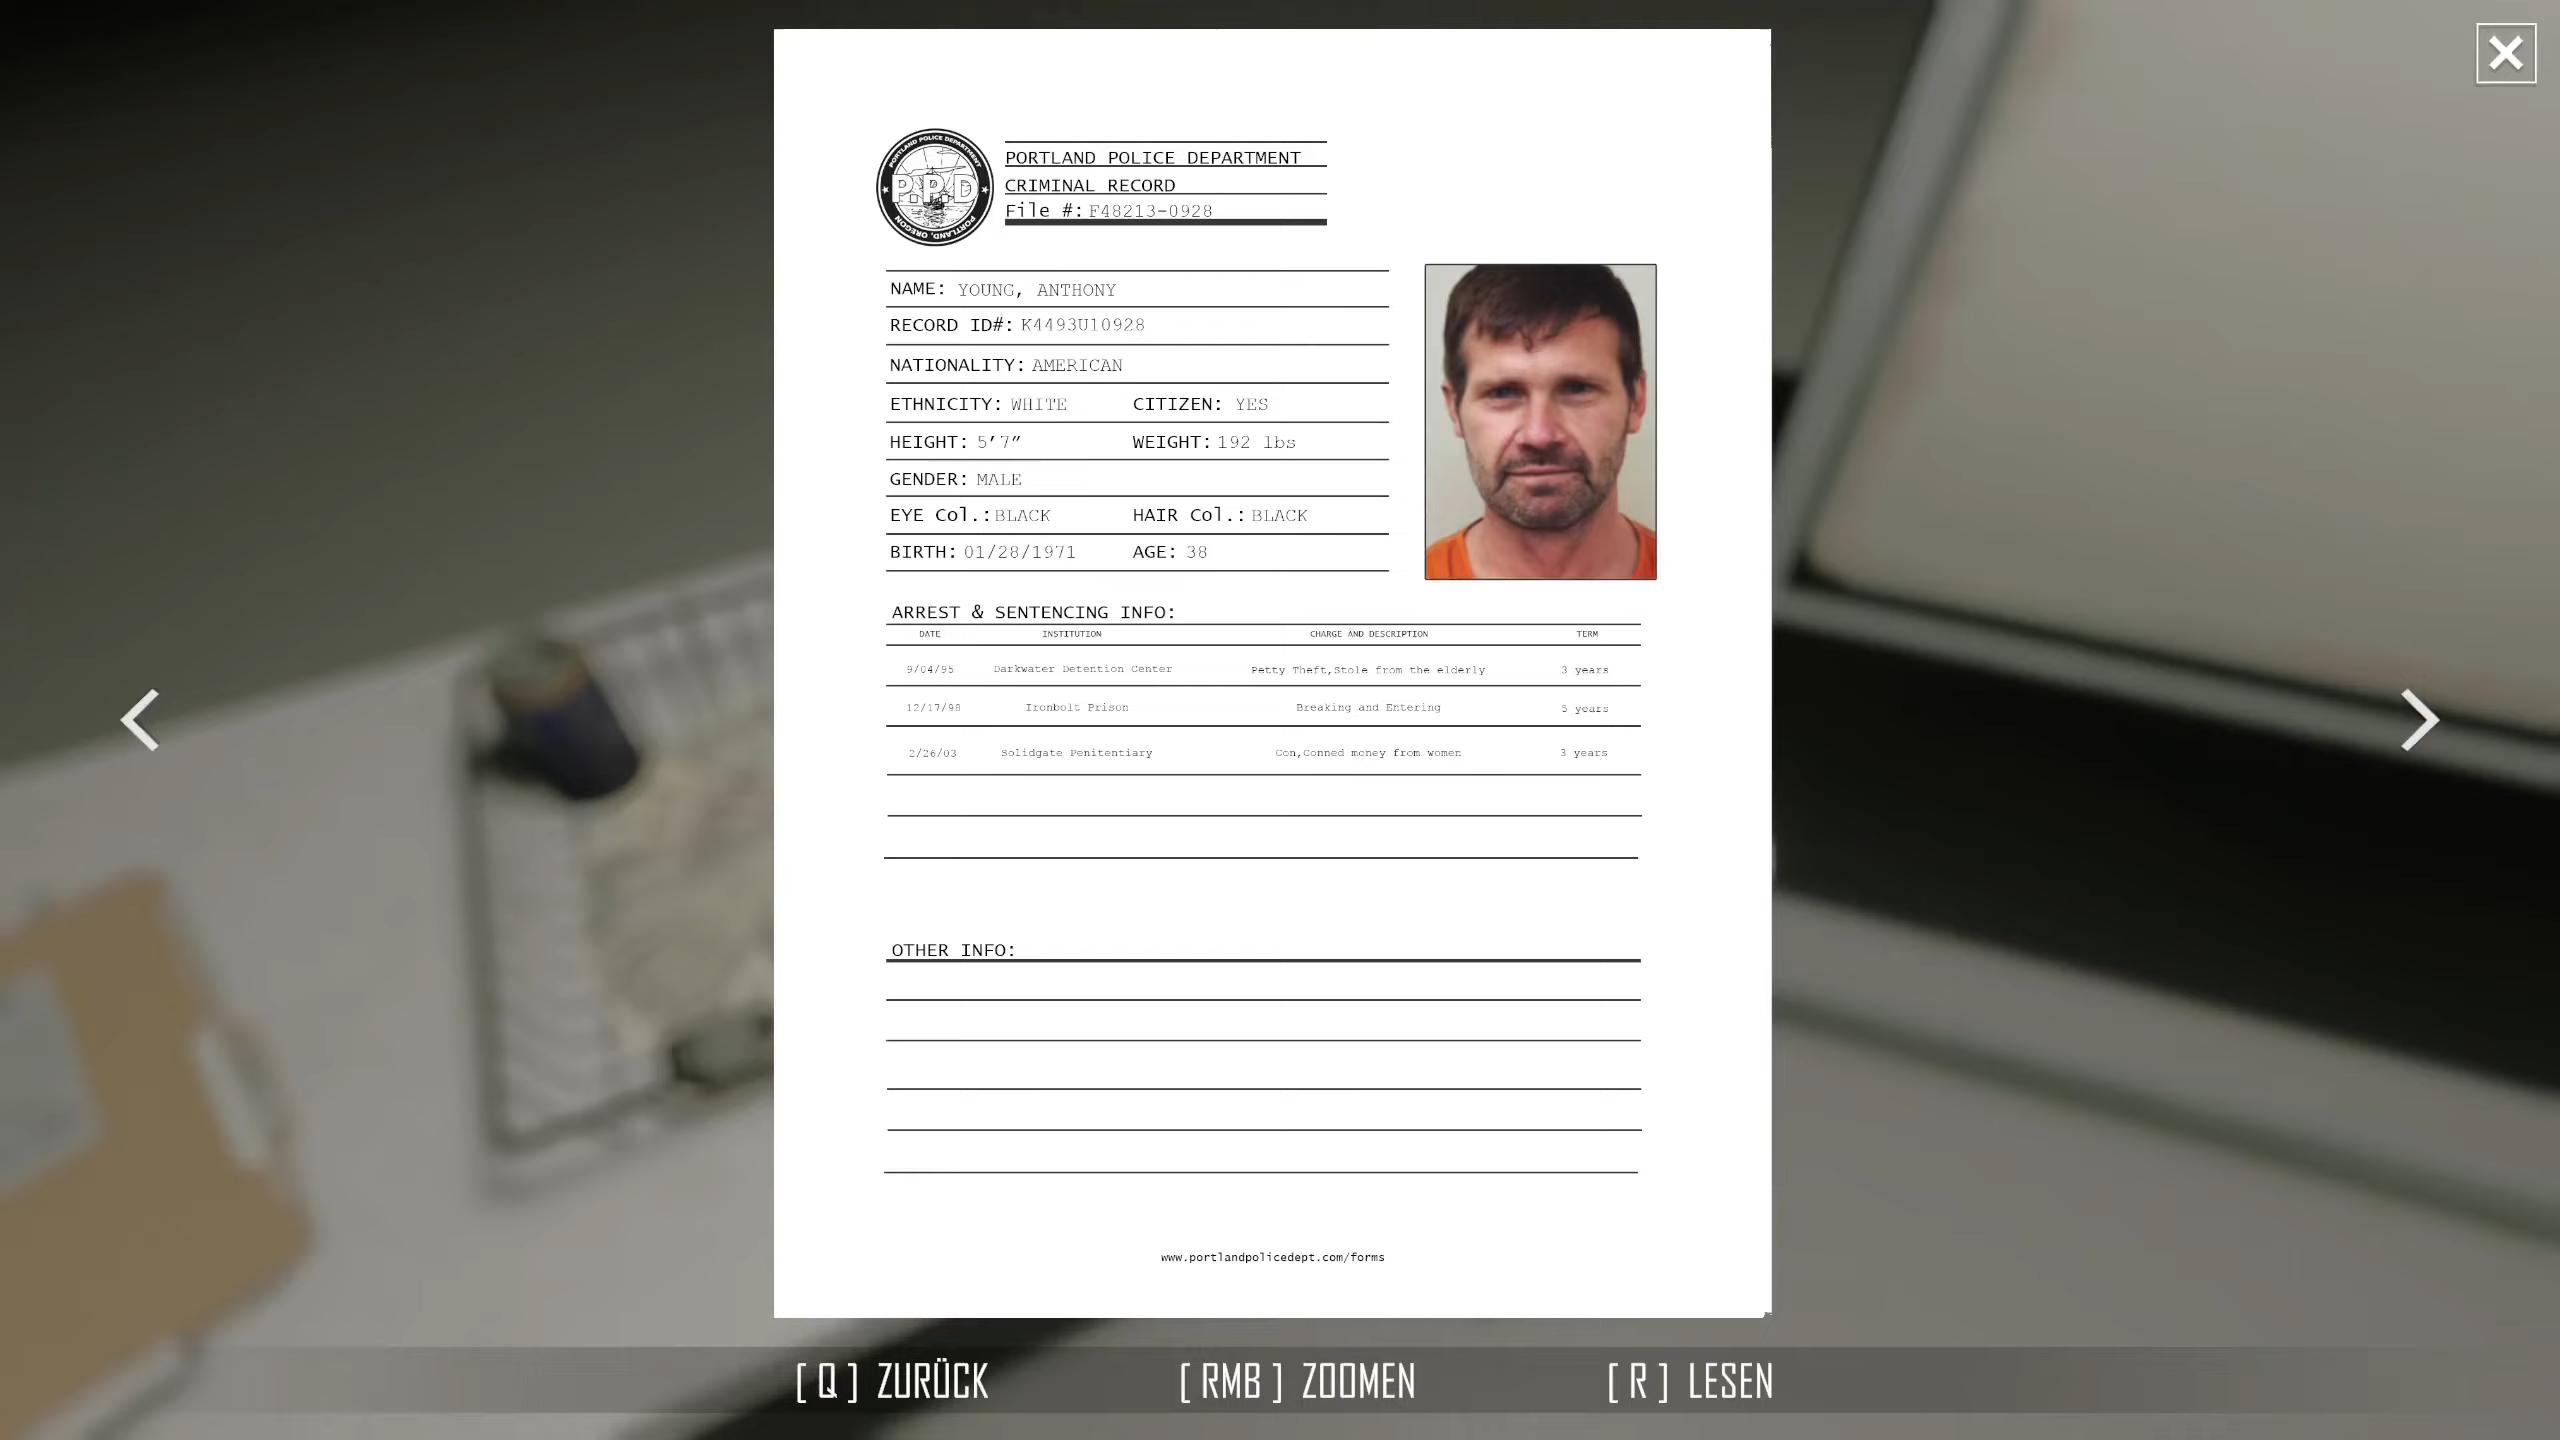 PORTLAND POLICE DEPARTMENT
P.P.D
PORTLAND, OREGON
PORTLAND POLICE DEPARTMENT
CRIMINAL RECORD
File #: F48213-0928
NAME: YOUNG, ANTHONY
RECORD ID#: K4493U10928
NATIONALITY: AMERICAN
ETHNICITY: WHITE CITIZEN: YES
HEIGHT: 5’7” WEIGHT: 192 lbs
GENDER: MALE
EYE Col.: BLACK HAIR Col.: BLACK
BIRTH: 01/28/1971 AGE: 38
ARREST & SENTENCING INFO:
DATE INSTITUTION CHARGE AND DESCRIPTION TERM
9/04/95 Darkwater Detention Center Petty Theft,Stole from the elderly 3 years
12/17/98 Ironbolt Prison Breaking and Entering 5 years
2/26/03 Solidgate Penitentiary Con,Conned money from women 3 years
OTHER INFO:
www.portlandpolicedept.com/forms
[ Q ] ZURÜCK [ RMB ] ZOOMEN [ R ] LESEN